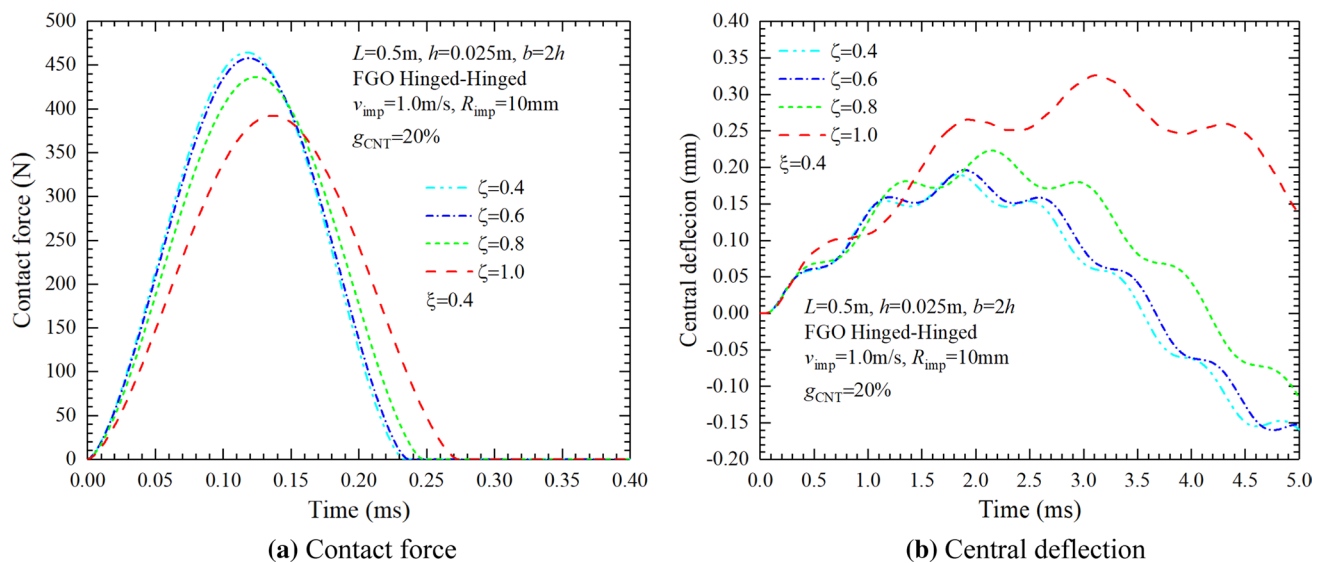 500
450
400
350
300
250
200
150
100
50
0
Contact force (N)
L=0.5m, h=0.025m, b=2h
FGO Hinged-Hinged
vimp=1.0m/s, Rimp=10mm
gCNT=20%
ζ=0.4
ζ=0.6
ζ=0.8
ζ=1.0
ξ=0.4
0.00 0.05 0.10 0.15 0.20 0.25 0.30 0.35 0.40
Time (ms)
(a) Contact force
0.40
0.35
0.30
0.25
0.20
0.15
0.10
0.05
0.00
-0.05
-0.10
-0.15
-0.20
Central deflecion (mm)
ζ=0.4
ζ=0.6
ζ=0.8
ζ=1.0
ξ=0.4
L=0.5m, h=0.025m, b=2h
FGO Hinged-Hinged
vimp=1.0m/s, Rimp=10mm
gCNT=20%
0.0 0.5 1.0 1.5 2.0 2.5 3.0 3.5 4.0 4.5 5.0
Time (ms)
(b) Central deflection